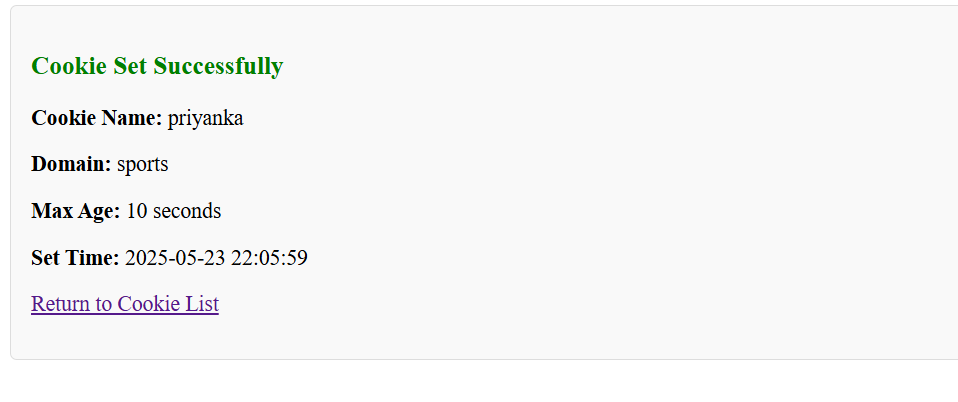 Cookie Set Successfully
Cookie Name: priyanka
Domain: sports
Max Age: 10 seconds
Set Time: 2025-05-23 22:05:59
Return to Cookie List